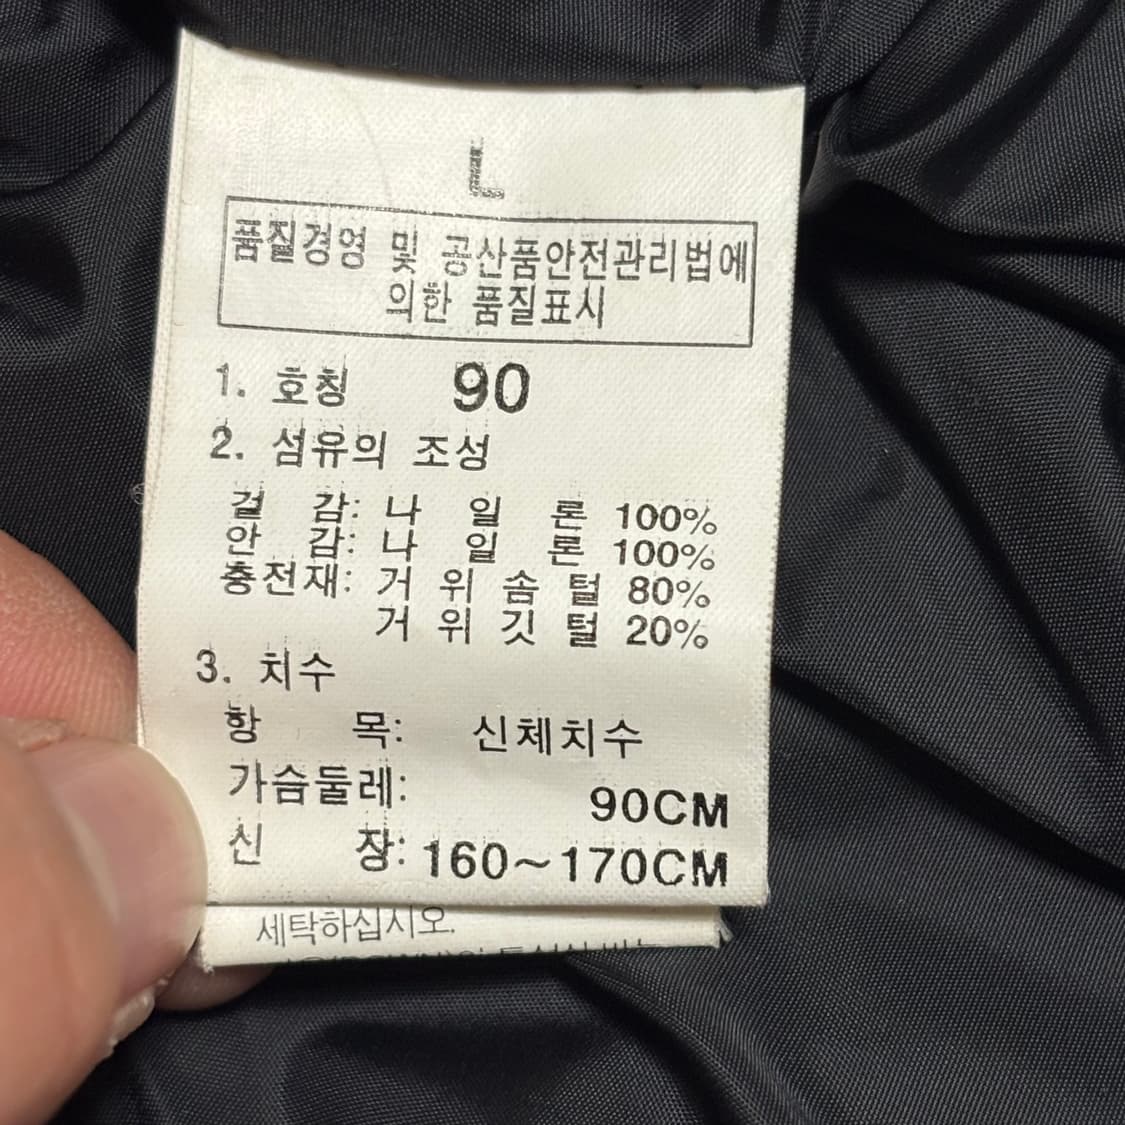 L
품질경영 및 공산품안전관리법에
의한 품질표시
1. 호칭 90
2. 섬유의 조성
겉 감: 나 일 론 100%
안 감: 나 일 론 100%
충전재: 거 위 솜 털 80%
거 위 깃 털 20%
3. 치수
항 목: 신체치수
가슴둘레: 90CM
신 장: 160~170CM
세탁하십시오.